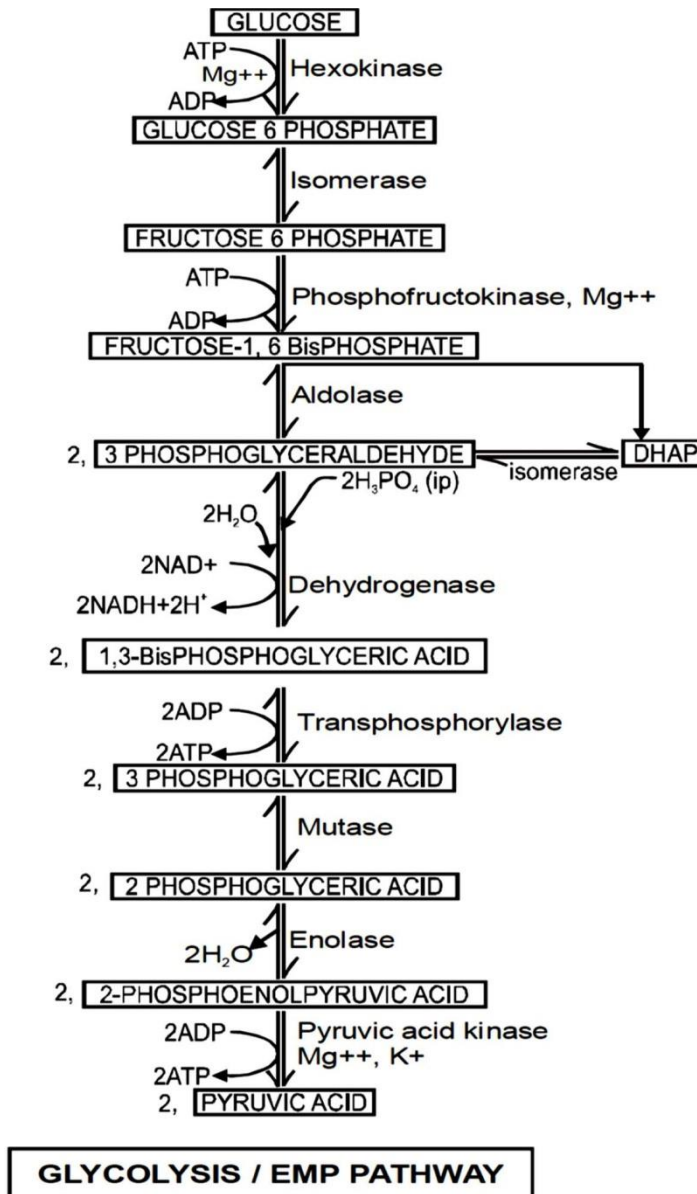 GLUCOSE
ATP
Mg++
Hexokinase
ADP
GLUCOSE 6 PHOSPHATE
Isomerase
FRUCTOSE 6 PHOSPHATE
ATP
Phosphofructokinase, Mg++
ADP
FRUCTOSE-1, 6 BisPHOSPHATE
Aldolase
2, 3 PHOSPHOGLYCERALDEHYDE
DHAP
isomerase
2H₃PO₄ (ip)
2H₂O
2NAD+
Dehydrogenase
2NADH+2H⁺
2, 1,3-BisPHOSPHOGLYCERIC ACID
2ADP
Transphosphorylase
2ATP
2, 3 PHOSPHOGLYCERIC ACID
Mutase
2, 2 PHOSPHOGLYCERIC ACID
Enolase
2H₂O
2, 2-PHOSPHOENOLPYRUVIC ACID
2ADP
Pyruvic acid kinase
Mg++, K+
2ATP
2, PYRUVIC ACID
GLYCOLYSIS / EMP PATHWAY